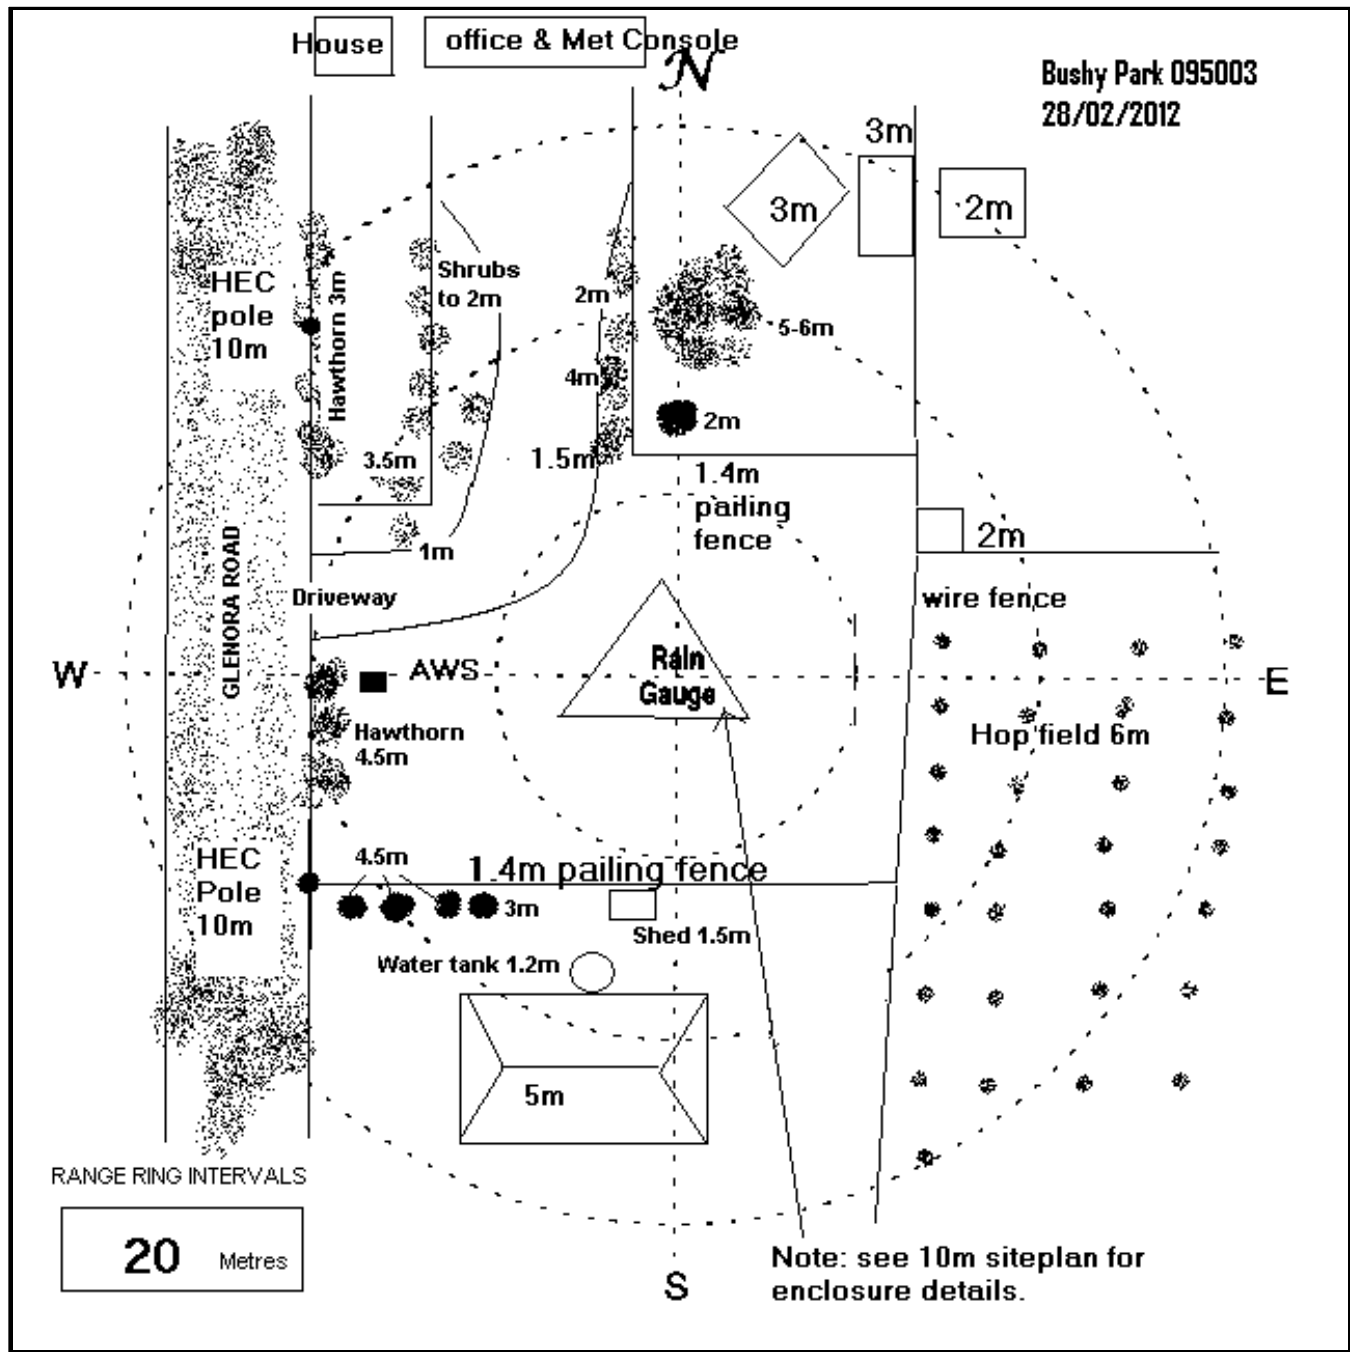 House
office & Met Console
N
Bushy Park 095003
28/02/2012
3m
3m
2m
HEC
pole
10m
Hawthorn 3m
Shrubs
to 2m
2m
5-6m
4m
2m
3.5m
1.5m
1.4m
pailing
fence
1m
2m
GLENORA ROAD
Driveway
wire fence
W
AWS
Rain
Gauge
E
Hawthorn
4.5m
Hop field 6m
HEC
Pole
10m
4.5m
1.4m pailing fence
3m
Shed 1.5m
Water tank 1.2m
5m
RANGE RING INTERVALS
20 Metres
S
Note: see 10m siteplan for
enclosure details.